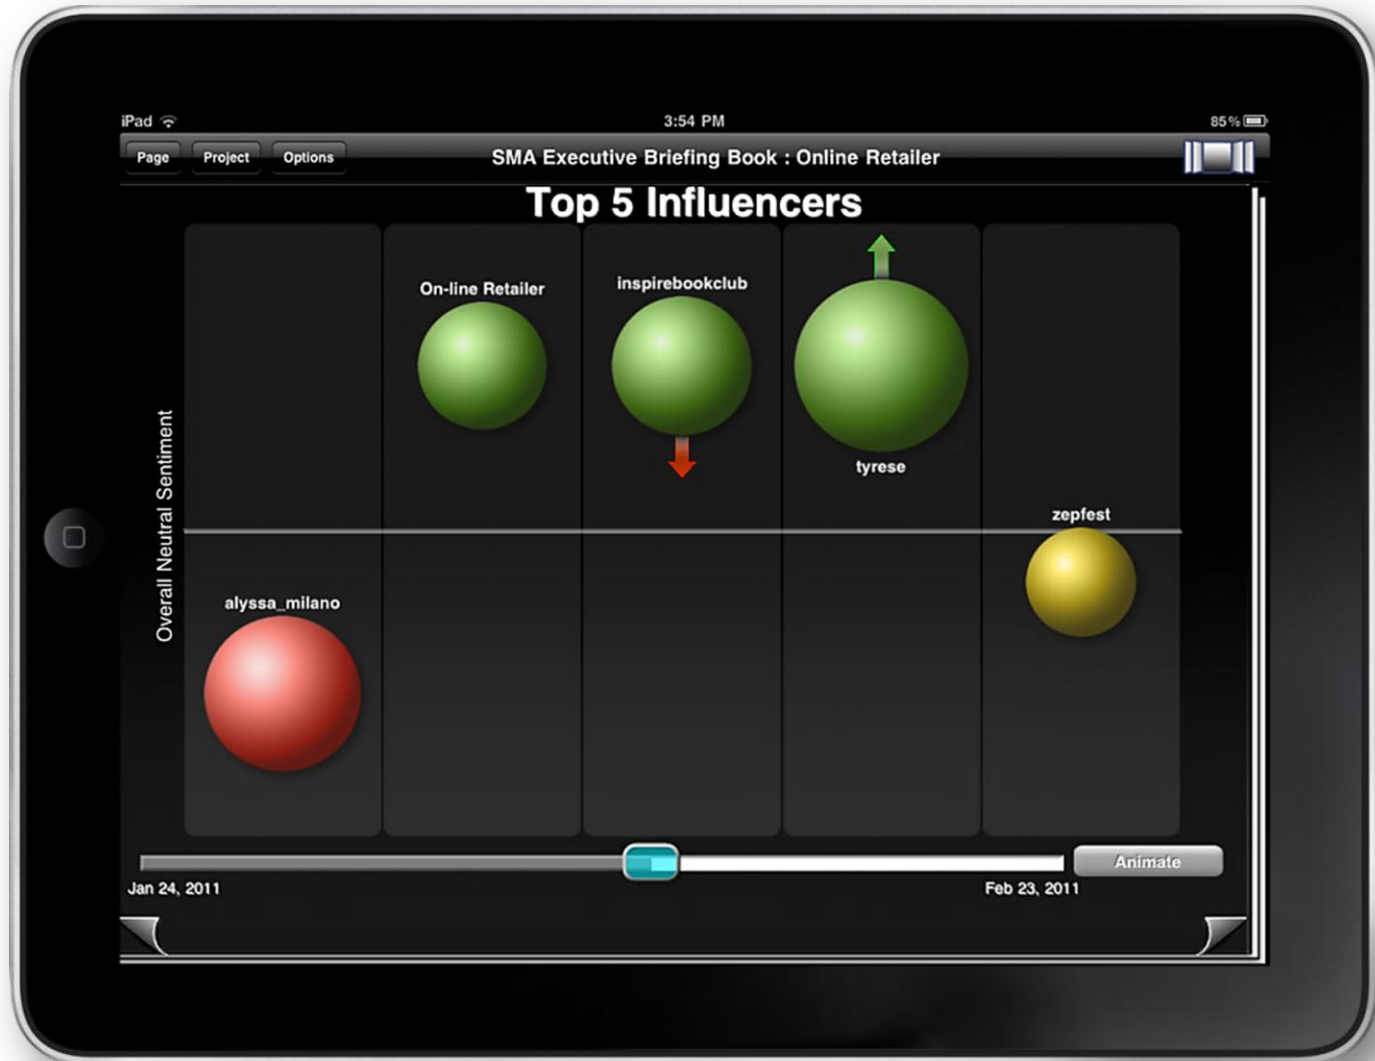 iPad
3:54 PM
85%
Page
Project
Options
SMA Executive Briefing Book : Online Retailer
Top 5 Influencers
On-line Retailer
inspirebookclub
tyrese
zepfest
alyssa_milano
Overall Neutral Sentiment
Animate
Jan 24, 2011
Feb 23, 2011